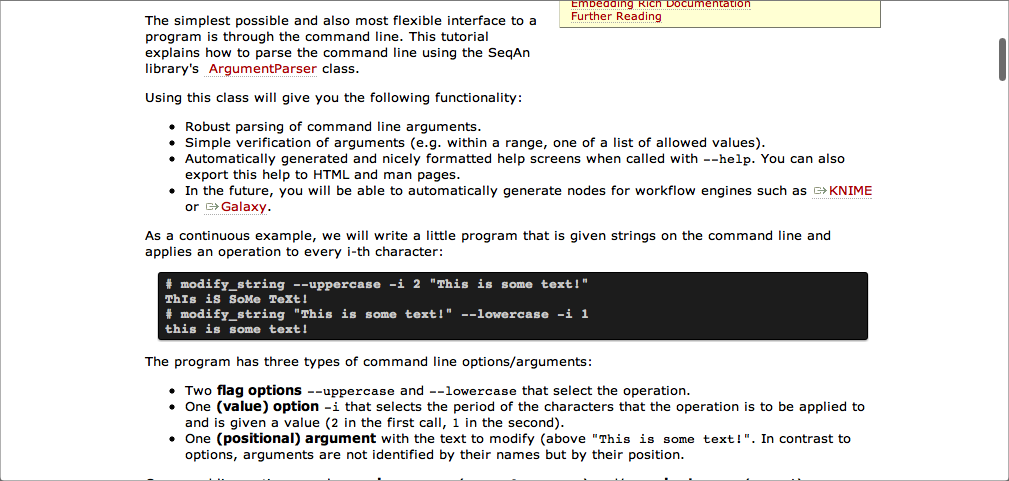 Embedding Rich Documentation
Further Reading
The simplest possible and also most flexible interface to a
program is through the command line. This tutorial
explains how to parse the command line using the SeqAn
library's ArgumentParser class.
Using this class will give you the following functionality:
• Robust parsing of command line arguments.
• Simple verification of arguments (e.g. within a range, one of a list of allowed values).
• Automatically generated and nicely formatted help screens when called with --help. You can also
export this help to HTML and man pages.
• In the future, you will be able to automatically generate nodes for workflow engines such as KNIME
or Galaxy.
As a continuous example, we will write a little program that is given strings on the command line and
applies an operation to every i-th character:
# modify_string --uppercase -i 2 "This is some text!"
ThIs iS SoMe TeXt!
# modify_string "This is some text!" --lowercase -i 1
this is some text!
The program has three types of command line options/arguments:
• Two flag options --uppercase and --lowercase that select the operation.
• One (value) option -i that selects the period of the characters that the operation is to be applied to
and is given a value (2 in the first call, 1 in the second).
• One (positional) argument with the text to modify (above "This is some text!". In contrast to
options, arguments are not identified by their names but by their position.